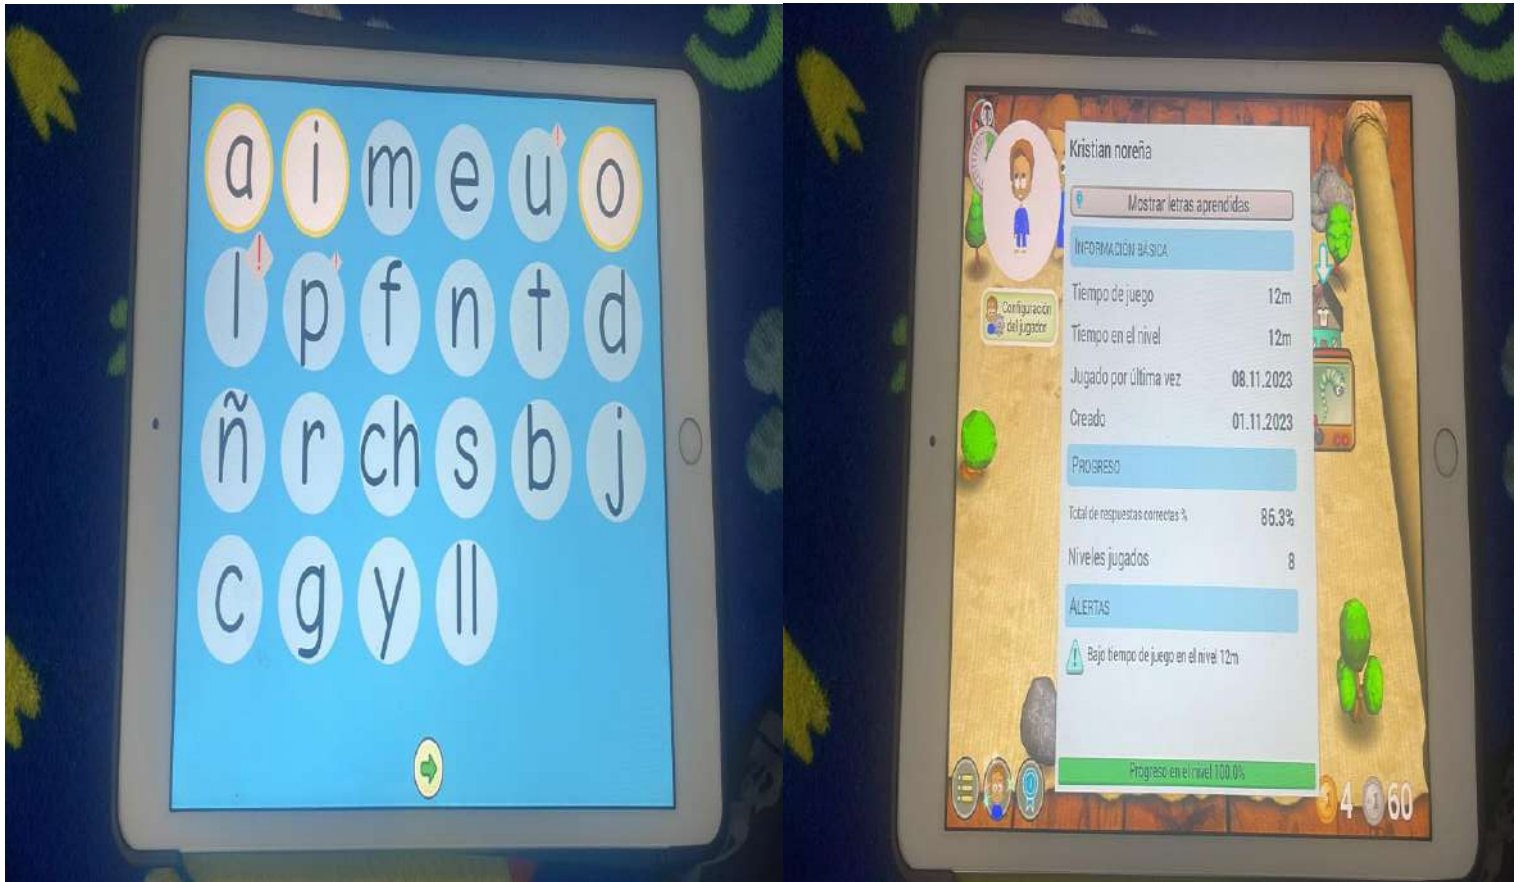 a i m e u o
l p f n t d
ñ r ch s b j
c g y ll
Kristian noreña
Mostrar letras aprendidas
INFORMACIÓN BÁSICA
Configuración
del jugador
Tiempo de juego 12m
Tiempo en el nivel 12m
Jugado por última vez 08.11.2023
Creado 01.11.2023
PROGRESO
Total de respuestas correctas % 86.3%
Niveles jugados 8
ALERTAS
Bajo tiempo de juego en el nivel 12m
Progreso en el nivel 100.0%
4 60